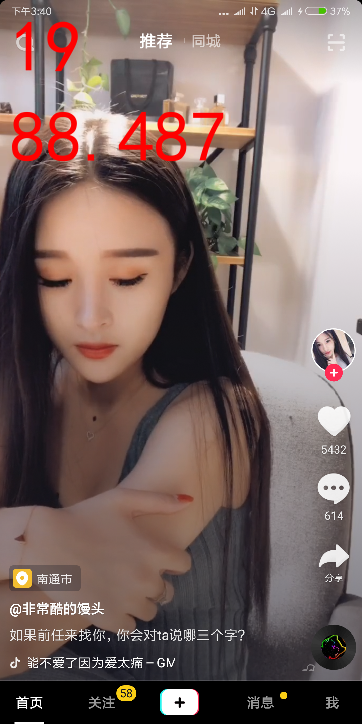 下午3:40
... 4G 37%
19
推荐 同城
88.487
5432
614
分享
南通市
@非常酷的馒头
如果前任来找你，你会对ta说哪三个字？
能不爱了因为爱太痛 - GM
首页 关注 58 消息 我